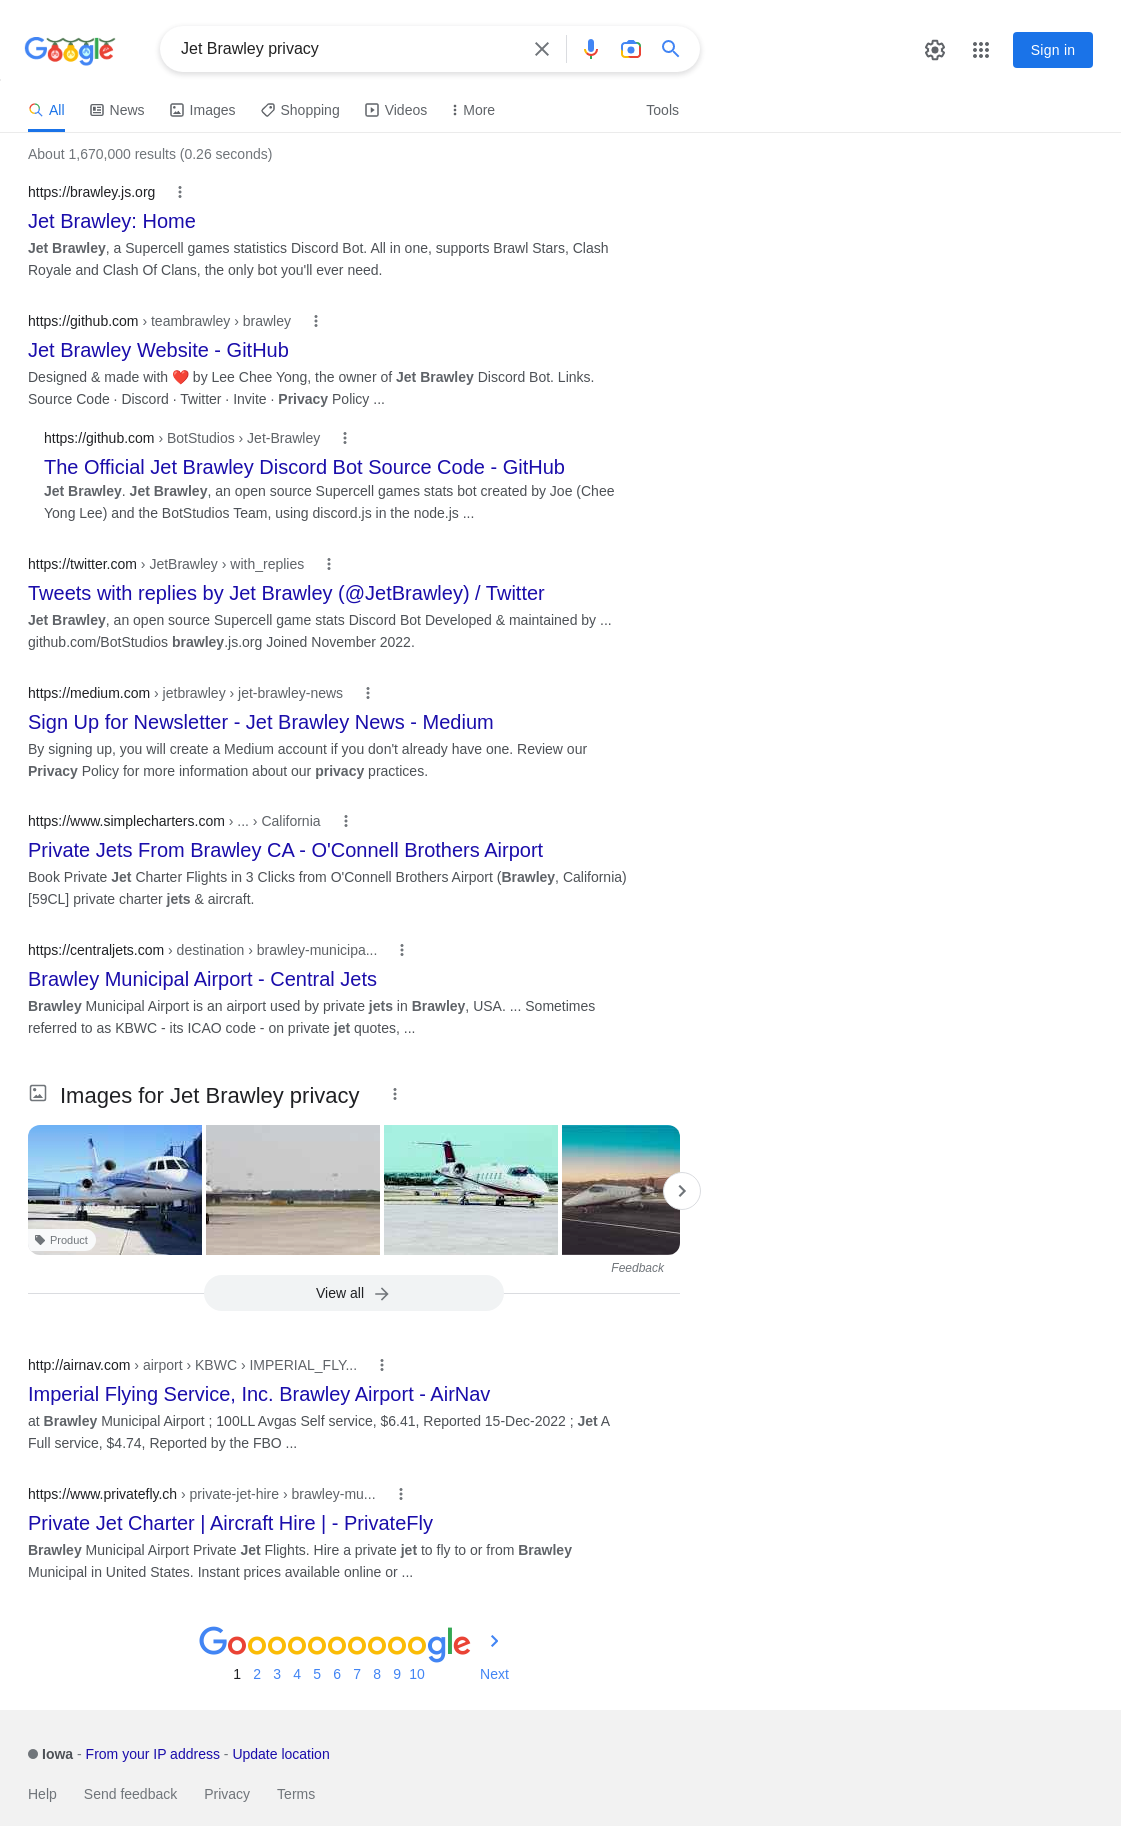 Google
Jet Brawley privacy
Sign in
All News Images Shopping Videos More Tools
About 1,670,000 results (0.26 seconds)
https://brawley.js.org
Jet Brawley: Home
Jet Brawley, a Supercell games statistics Discord Bot. All in one, supports Brawl Stars, Clash
Royale and Clash Of Clans, the only bot you'll ever need.
https://github.com › teambrawley › brawley
Jet Brawley Website - GitHub
Designed & made with ❤️ by Lee Chee Yong, the owner of Jet Brawley Discord Bot. Links.
Source Code · Discord · Twitter · Invite · Privacy Policy ...
https://github.com › BotStudios › Jet-Brawley
The Official Jet Brawley Discord Bot Source Code - GitHub
Jet Brawley. Jet Brawley, an open source Supercell games stats bot created by Joe (Chee
Yong Lee) and the BotStudios Team, using discord.js in the node.js ...
https://twitter.com › JetBrawley › with_replies
Tweets with replies by Jet Brawley (@JetBrawley) / Twitter
Jet Brawley, an open source Supercell game stats Discord Bot Developed & maintained by ...
github.com/BotStudios brawley.js.org Joined November 2022.
https://medium.com › jetbrawley › jet-brawley-news
Sign Up for Newsletter - Jet Brawley News - Medium
By signing up, you will create a Medium account if you don't already have one. Review our
Privacy Policy for more information about our privacy practices.
https://www.simplecharters.com › ... › California
Private Jets From Brawley CA - O'Connell Brothers Airport
Book Private Jet Charter Flights in 3 Clicks from O'Connell Brothers Airport (Brawley, California)
[59CL] private charter jets & aircraft.
https://centraljets.com › destination › brawley-municipa...
Brawley Municipal Airport - Central Jets
Brawley Municipal Airport is an airport used by private jets in Brawley, USA. ... Sometimes
referred to as KBWC - its ICAO code - on private jet quotes, ...
Images for Jet Brawley privacy
Product
Feedback
View all
http://airnav.com › airport › KBWC › IMPERIAL_FLY...
Imperial Flying Service, Inc. Brawley Airport - AirNav
at Brawley Municipal Airport ; 100LL Avgas Self service, $6.41, Reported 15-Dec-2022 ; Jet A
Full service, $4.74, Reported by the FBO ...
https://www.privatefly.ch › private-jet-hire › brawley-mu...
Private Jet Charter | Aircraft Hire | - PrivateFly
Brawley Municipal Airport Private Jet Flights. Hire a private jet to fly to or from Brawley
Municipal in United States. Instant prices available online or ...
Goooooooooogle
1 2 3 4 5 6 7 8 9 10 Next
Iowa - From your IP address - Update location
Help Send feedback Privacy Terms